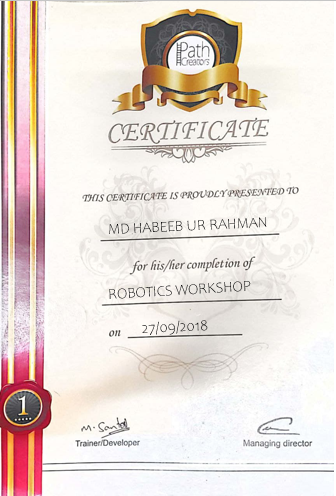 Path
Creators
CERTIFICATE
THIS CERTIFICATE IS PROUDLY PRESENTED TO
MD HABEEB UR RAHMAN
for his/her completion of
ROBOTICS WORKSHOP
on 27/09/2018
1
M. Santosh
Trainer/Developer
Managing director